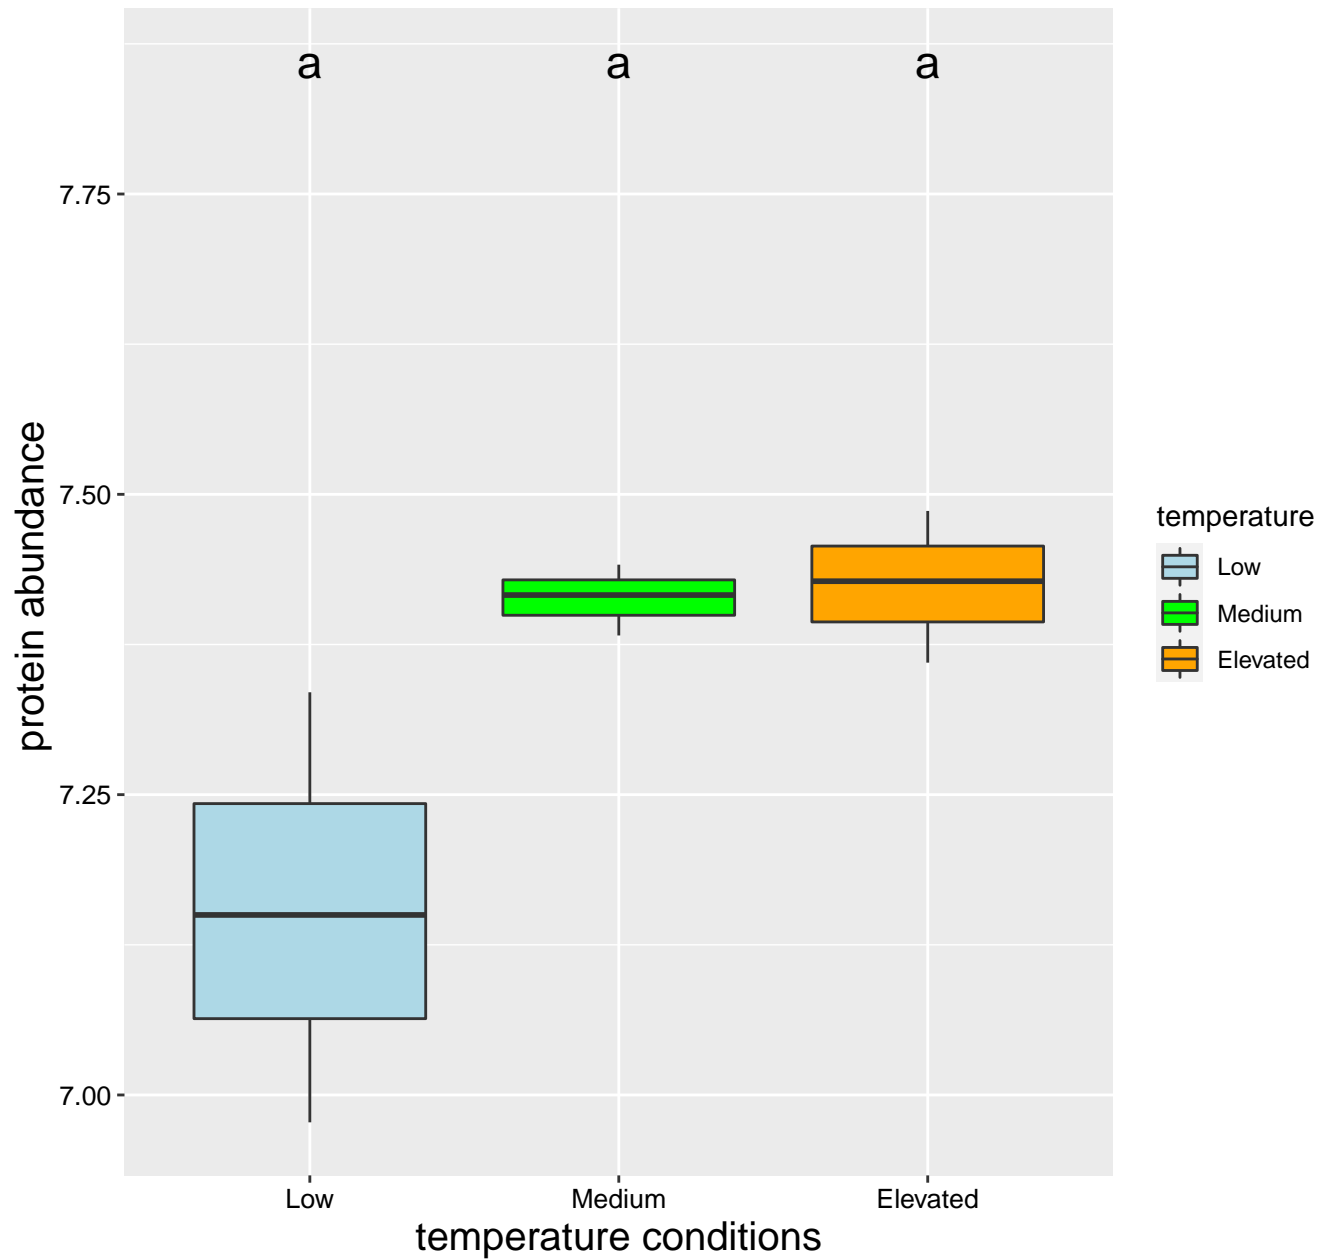 a a a
7.75
7.50
7.25
7.00
protein abundance
Low Medium Elevated
temperature conditions
temperature
Low
Medium
Elevated